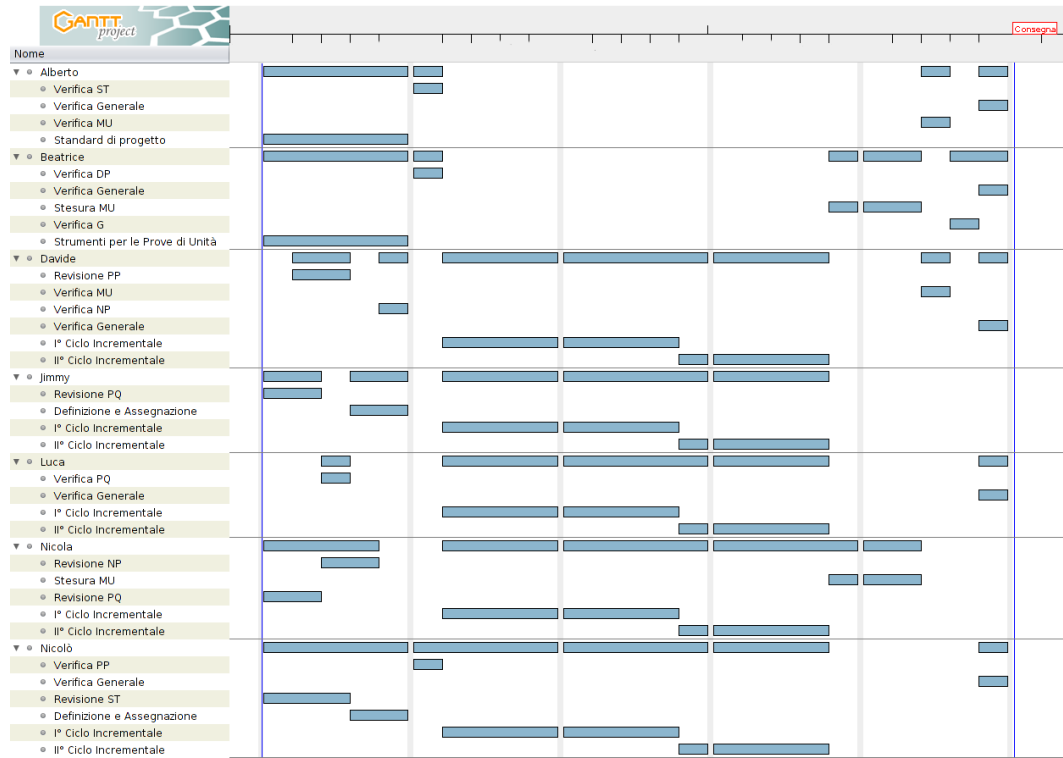 GANTT
project
Consegna
Nome
Alberto
Verifica ST
Verifica Generale
Verifica MU
Standard di progetto
Beatrice
Verifica DP
Verifica Generale
Stesura MU
Verifica G
Strumenti per le Prove di Unità
Davide
Revisione PP
Verifica MU
Verifica NP
Verifica Generale
I° Ciclo Incrementale
II° Ciclo Incrementale
Jimmy
Revisione PQ
Definizione e Assegnazione
I° Ciclo Incrementale
II° Ciclo Incrementale
Luca
Verifica PQ
Verifica Generale
I° Ciclo Incrementale
II° Ciclo Incrementale
Nicola
Revisione NP
Stesura MU
Revisione PQ
I° Ciclo Incrementale
II° Ciclo Incrementale
Nicolò
Verifica PP
Verifica Generale
Revisione ST
Definizione e Assegnazione
I° Ciclo Incrementale
II° Ciclo Incrementale